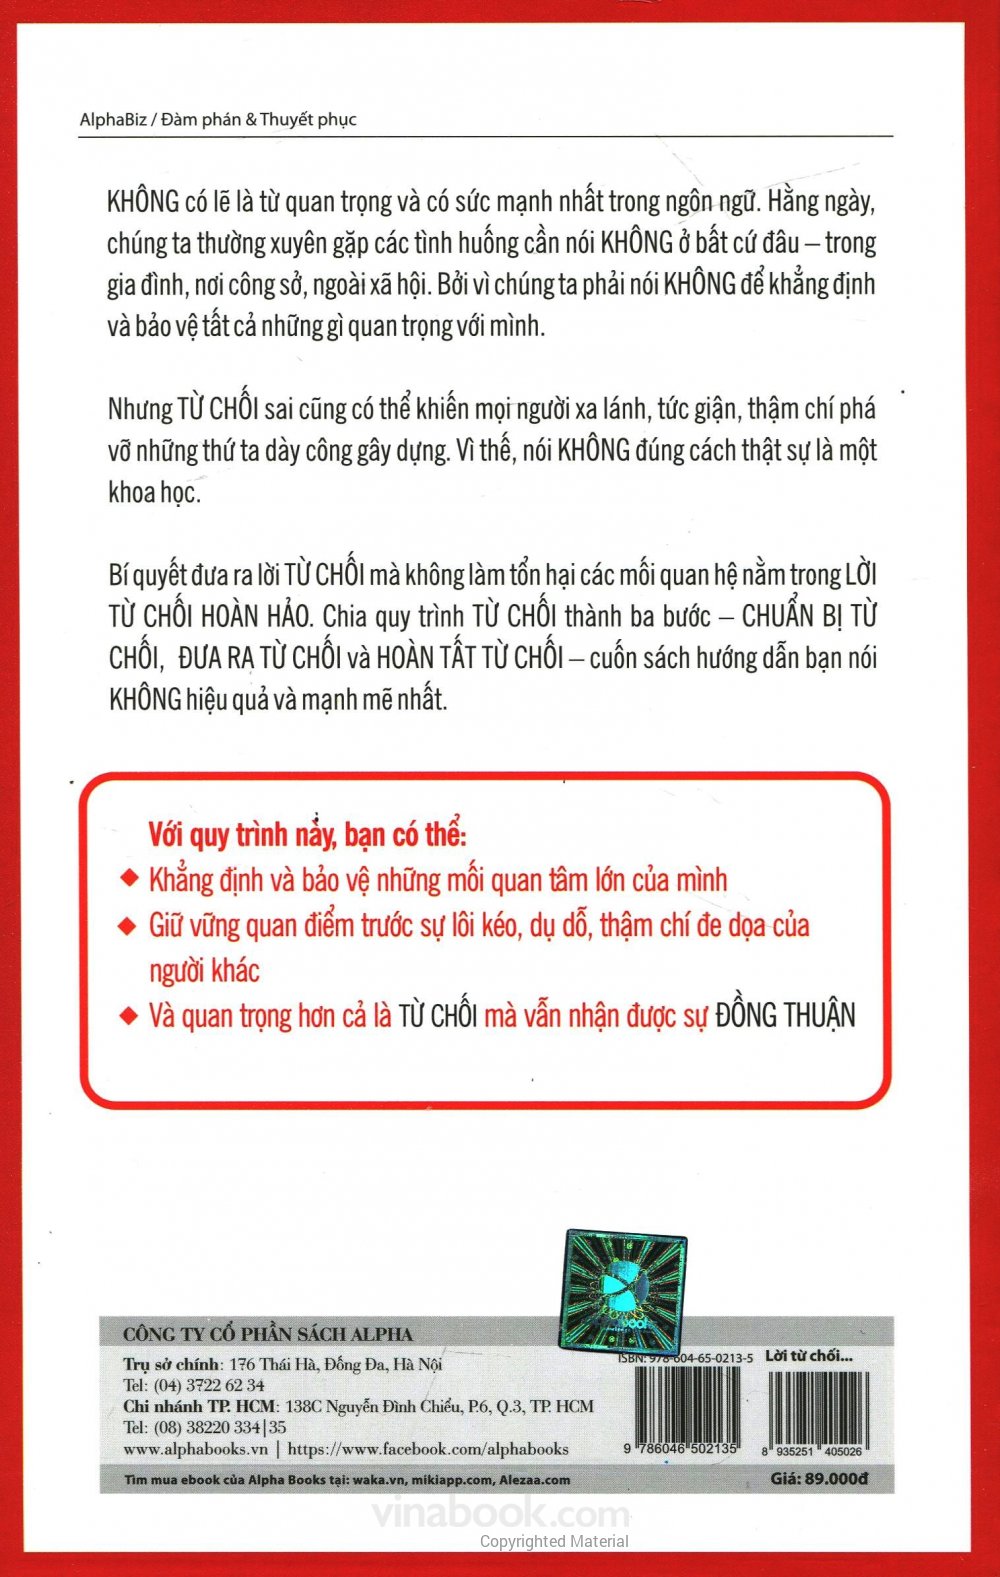 AlphaBiz / Đàm phán & Thuyết phục
KHÔNG có lẽ là từ quan trọng và có sức mạnh nhất trong ngôn ngữ. Hằng ngày,
chúng ta thường xuyên gặp các tình huống cần nói KHÔNG ở bất cứ đâu – trong
gia đình, nơi công sở, ngoài xã hội. Bởi vì chúng ta phải nói KHÔNG để khẳng định
và bảo vệ tất cả những gì quan trọng với mình.
Nhưng TỪ CHỐI sai cũng có thể khiến mọi người xa lánh, tức giận, thậm chí phá
vỡ những thứ ta dày công gây dựng. Vì thế, nói KHÔNG đúng cách thật sự là một
khoa học.
Bí quyết đưa ra lời TỪ CHỐI mà không làm tổn hại các mối quan hệ nằm trong LỜI
TỪ CHỐI HOÀN HẢO. Chia quy trình TỪ CHỐI thành ba bước – CHUẨN BỊ TỪ
CHỐI, ĐƯA RA TỪ CHỐI và HOÀN TẤT TỪ CHỐI – cuốn sách hướng dẫn bạn nói
KHÔNG hiệu quả và mạnh mẽ nhất.
Với quy trình này, bạn có thể:
◆ Khẳng định và bảo vệ những mối quan tâm lớn của mình
◆ Giữ vững quan điểm trước sự lôi kéo, dụ dỗ, thậm chí đe dọa của
người khác
◆ Và quan trọng hơn cả là TỪ CHỐI mà vẫn nhận được sự ĐỒNG THUẬN
CÔNG TY CỔ PHẦN SÁCH ALPHA
Trụ sở chính: 176 Thái Hà, Đống Đa, Hà Nội
Tel: (04) 3722 62 34
Chi nhánh TP. HCM: 138C Nguyễn Đình Chiểu, P.6, Q.3, TP. HCM
Tel: (08) 38220 334|35
www.alphabooks.vn | https://www.facebook.com/alphabooks
Tìm mua ebook của Alpha Books tại: waka.vn, mikiapp.com, Alezaa.com
ISBN: 978-604-65-0213-5
9 786046 502135
Lời từ chối...
8 935251 405026
Giá: 89.000đ
vinabook.com
Copyrighted Material